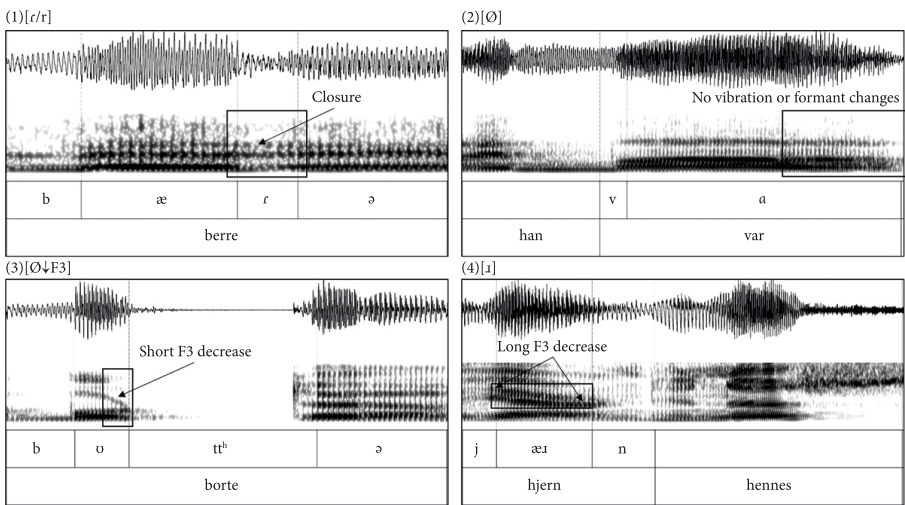 (1)[ɾ/r]
Closure
b æ ɾ ə
berre
(2)[Ø]
No vibration or formant changes
v ɑ
han var
(3)[Ø↓F3]
Short F3 decrease
b ʊ ttʰ ə
borte
(4)[ɹ]
Long F3 decrease
j æɹ n
hjern hennes